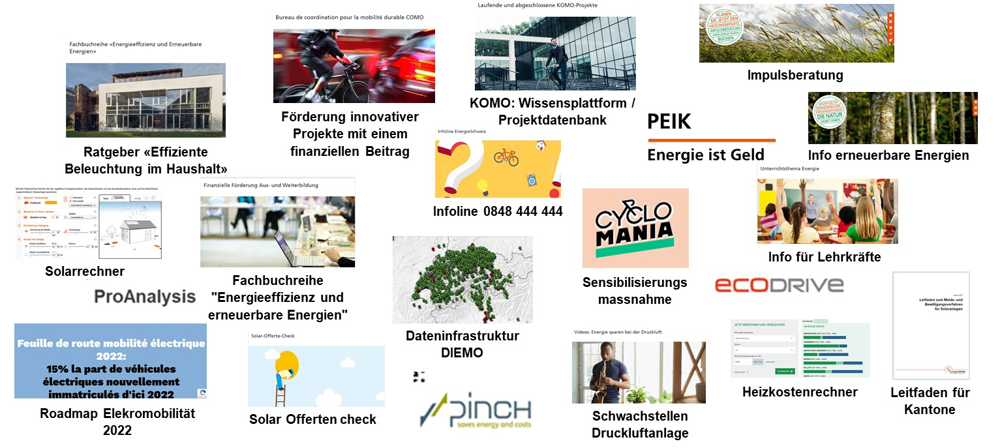 Fachbuchreihe «Energieeffizienz und Erneuerbare
Energien»
Ratgeber «Effiziente
Beleuchtung im Haushalt»
Bureau de coordination pour la mobilité durable COMO
Förderung innovativer
Projekte mit einem
finanziellen Beitrag
Laufende und abgeschlossene KOMO-Projekte
KOMO: Wissensplattform /
Projektdatenbank
PLANEN
SIE JETZT DEN
HEIZUNGSERSATZ,
IMPULSBERATUNG
BUCHEN.
Impulsberatung
PEIK
Energie ist Geld
HEIZEN SIE MIT
EINHEIMISCHER,
DIE NATUR
DANKT IHNEN.
Info erneuerbare Energien
Infoline EnergieSchweiz
Infoline 0848 444 444
Unterrichtsthema Energie
Info für Lehrkräfte
Solarrechner
Finanzielle Förderung Aus- und Weiterbildung
Fachbuchreihe
"Energieeffizienz und
erneuerbare Energien"
CYCLO
MANIA
Sensibilisierungs
massnahme
ProAnalysis
Dateninfrastruktur
DIEMO
ECODRIVE
Leitfaden zum Melde- und
Bewilligungsverfahren
für Solaranlagen
Leitfaden für
Kantone
Feuille de route mobilité électrique
2022:
15% la part de véhicules
électriques nouvellement
immatriculés d'ici 2022
Roadmap Elekromobilität
2022
Solar-Offerte-Check
Solar Offerten check
e:
PINCH
saves energy and costs
Videos: Energie sparen bei der Druckluft
Schwachstellen
Druckluftanlage
JETZT BERECHNEN UND VERGLEICHEN
JÄHRLICHE KOSTEN
Heizkostenrechner